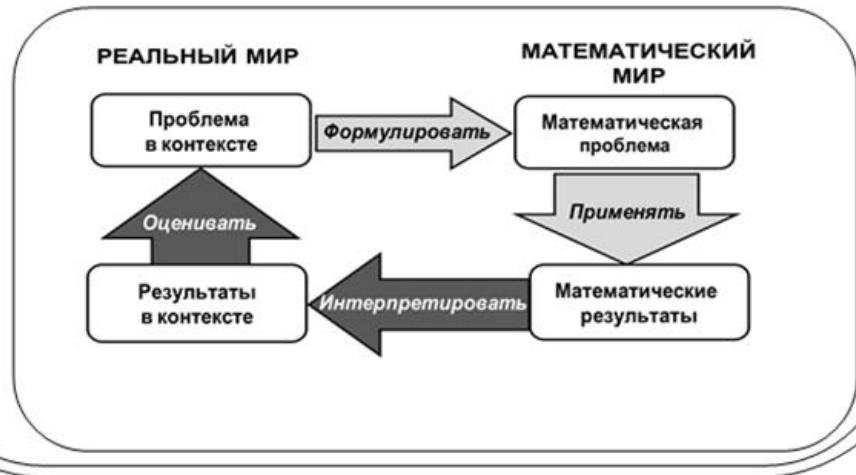 РЕАЛЬНЫЙ МИР
МАТЕМАТИЧЕСКИЙ
МИР
Проблема
в контексте
Формулировать
Математическая
проблема
Оценивать
Применять
Результаты
в контексте
Интерпретировать
Математические
результаты